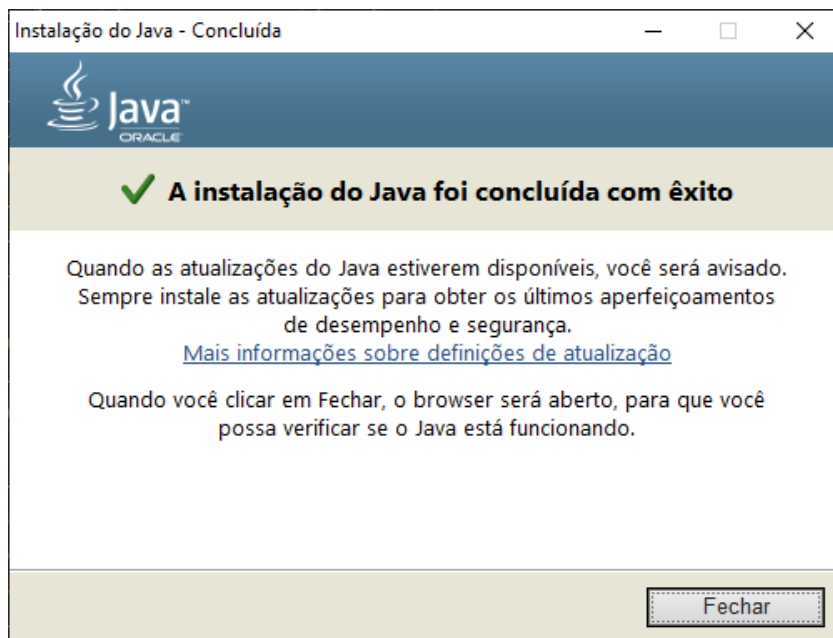 Instalação do Java - Concluída
Java™
ORACLE
A instalação do Java foi concluída com êxito
Quando as atualizações do Java estiverem disponíveis, você será avisado.
Sempre instale as atualizações para obter os últimos aperfeiçoamentos
de desempenho e segurança.
Mais informações sobre definições de atualização
Quando você clicar em Fechar, o browser será aberto, para que você
possa verificar se o Java está funcionando.
Fechar